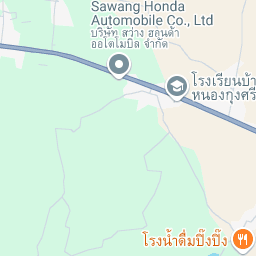 Sawang Honda
Automobile Co., Ltd
บริษัท สว่าง ฮอนด้า
ออโตโมบิล จำกัด
โรงเรียนบ้า
หนองกุงศรี
โรงน้ำดื่มปิ๊งปิ๊ง